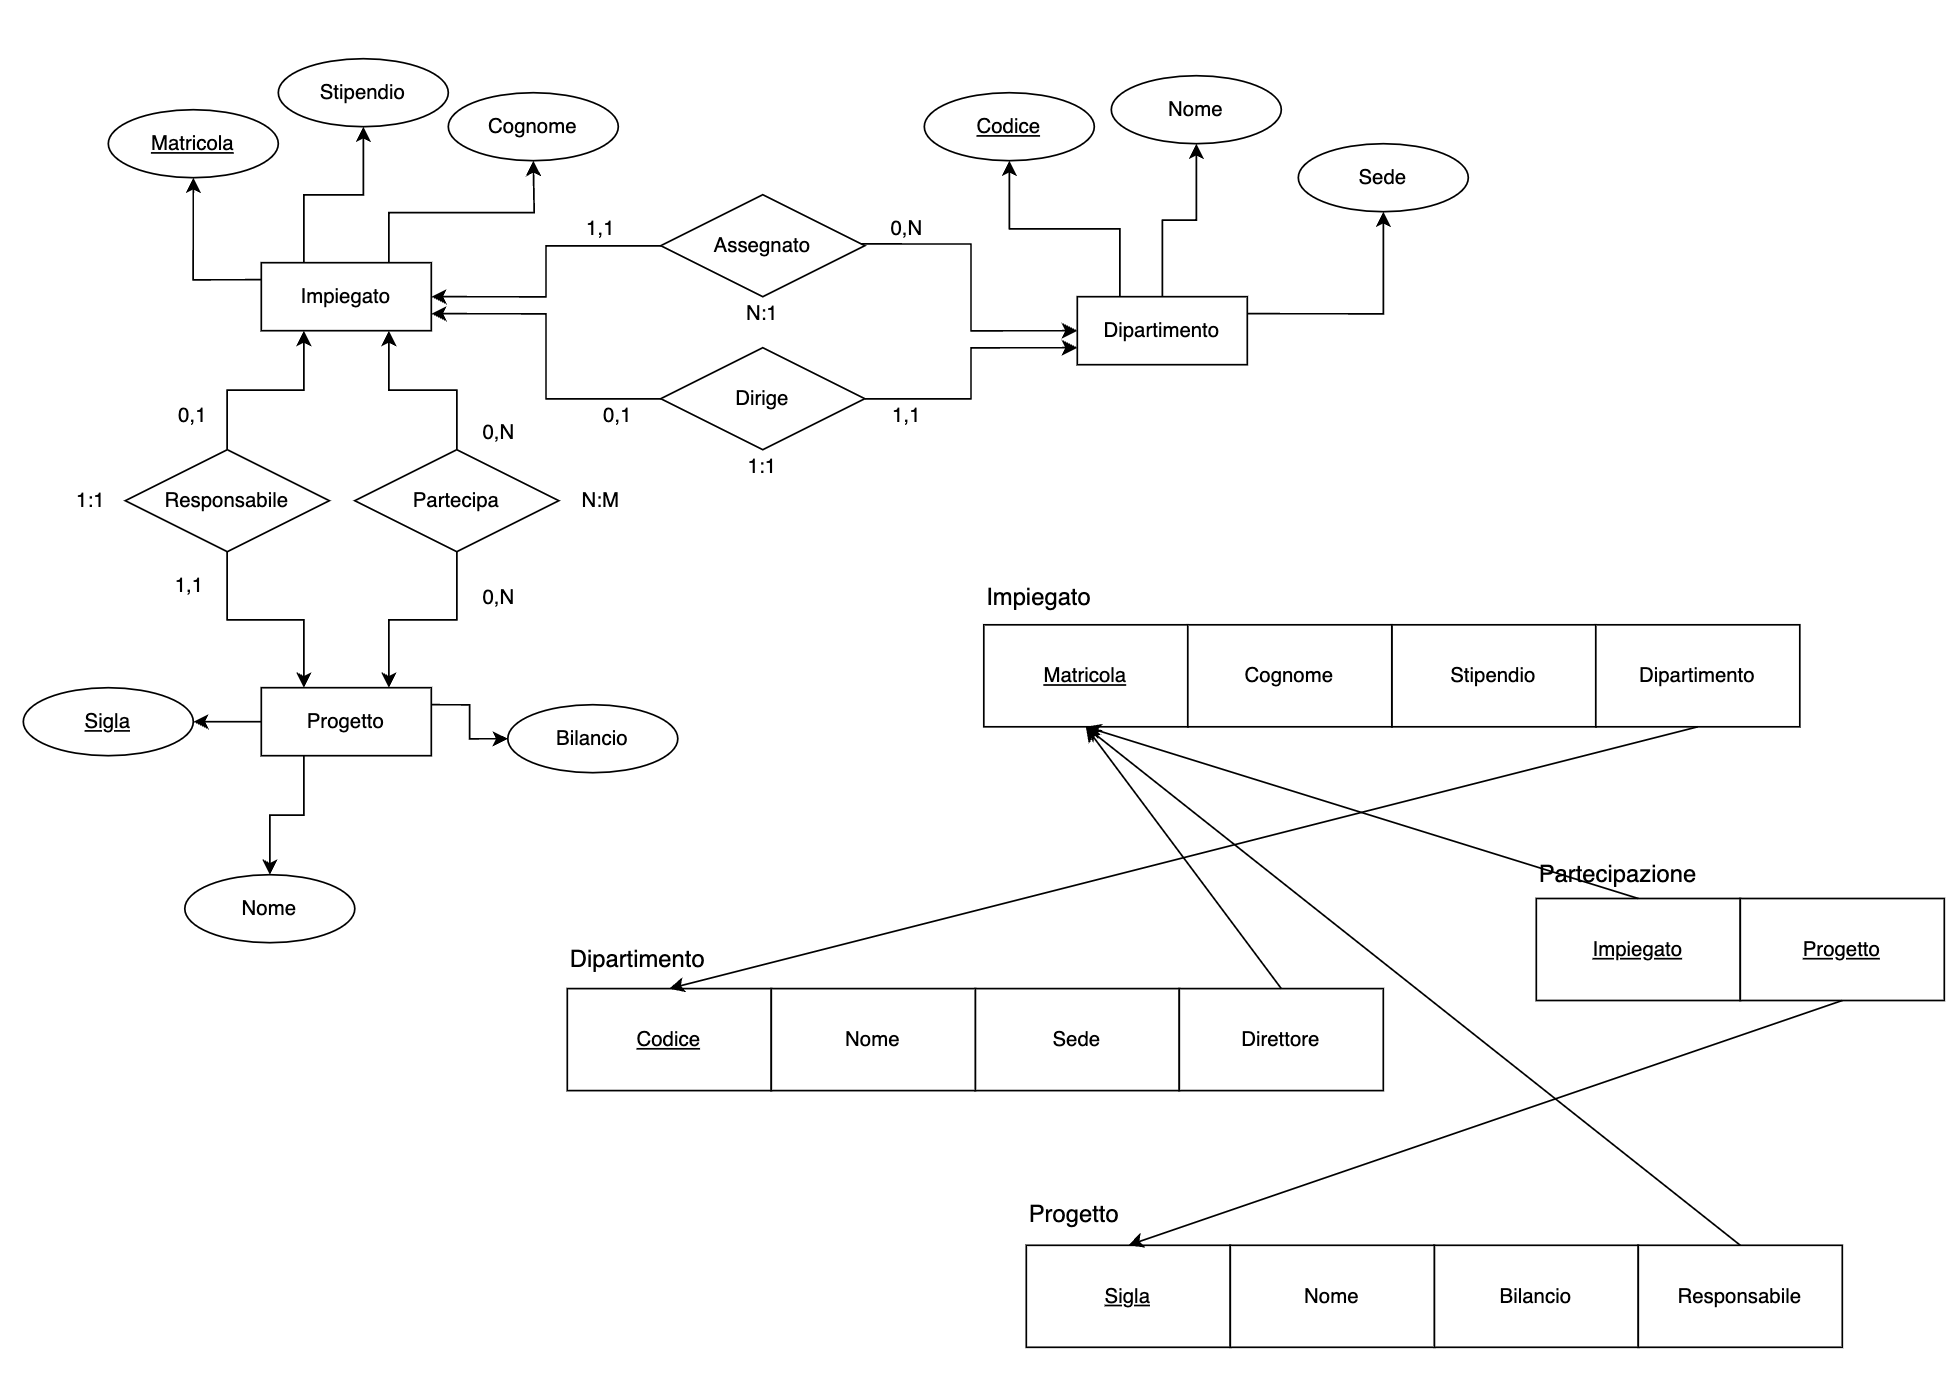 Stipendio
Nome
Cognome
Codice
Matricola
Sede
1,1
0,N
Assegnato
Impiegato
N:1
Dipartimento
Dirige
0,1
1,1
1:1
0,1
0,N
1:1
Responsabile
Partecipa
N:M
1,1
0,N
Sigla
Progetto
Bilancio
Nome
Impiegato
Matricola
Cognome
Stipendio
Dipartimento
Partecipazione
Impiegato
Progetto
Dipartimento
Codice
Nome
Sede
Direttore
Progetto
Sigla
Nome
Bilancio
Responsabile